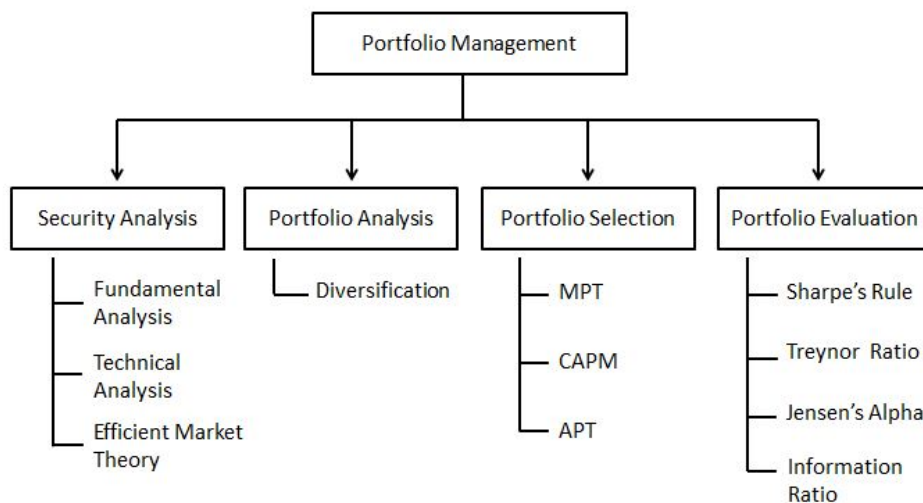 Portfolio Management
Security Analysis
Portfolio Analysis
Portfolio Selection
Portfolio Evaluation
Fundamental
Analysis
Technical
Analysis
Efficient Market
Theory
Diversification
MPT
CAPM
APT
Sharpe’s Rule
Treynor Ratio
Jensen’s Alpha
Information
Ratio